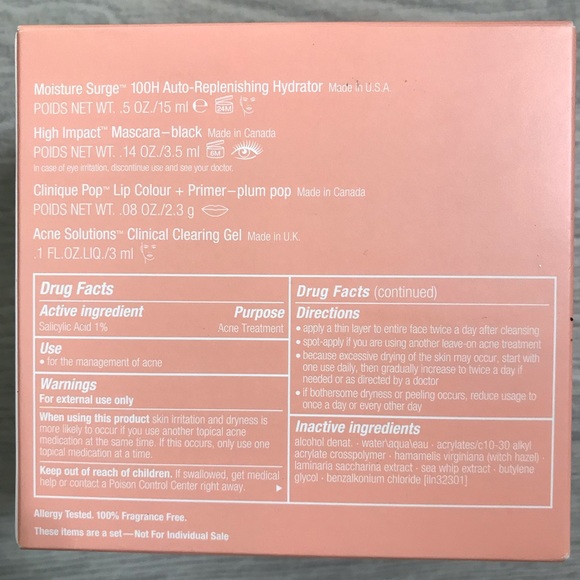 Moisture Surge™ 100H Auto-Replenishing Hydrator Made in U.S.A
POIDS NET WT. .5 OZ./15 ml ℮ 24M
High Impact™ Mascara–black Made in Canada
POIDS NET WT. .14 OZ./3.5 ml 6M
In case of eye irritation, discontinue use and see your doctor.
Clinique Pop™ Lip Colour + Primer–plum pop Made in Canada
POIDS NET WT. .08 OZ./2.3 g
Acne Solutions™ Clinical Clearing Gel Made in U.K.
.1 FL.OZ.LIQ./3 ml
Drug Facts
Active ingredient Purpose
Salicylic Acid 1% Acne Treatment
Use
• for the management of acne
Warnings
For external use only
When using this product skin irritation and dryness is
more likely to occur if you use another topical acne
medication at the same time. If this occurs, only use one
topical medication at a time.
Keep out of reach of children. If swallowed, get medical
help or contact a Poison Control Center right away. ▶
Drug Facts (continued)
Directions
• apply a thin layer to entire face twice a day after cleansing
• spot-apply if you are using another leave-on acne treatment
• because excessive drying of the skin may occur, start with
one use daily, then gradually increase to twice a day if
needed or as directed by a doctor
• if bothersome dryness or peeling occurs, reduce usage to
once a day or every other day
Inactive ingredients
alcohol denat. · water\aqua\eau · acrylates/c10-30 alkyl
acrylate crosspolymer · hamamelis virginiana (witch hazel) ·
laminaria saccharina extract · sea whip extract · butylene
glycol · benzalkonium chloride [iln32301]
Allergy Tested. 100% Fragrance Free.
These Items are a set—Not For Individual Sale